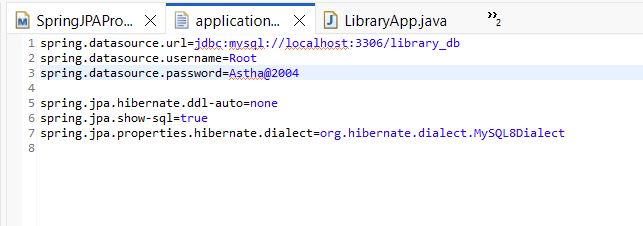 SpringJPAPro... application... LibraryApp.java »2
1 spring.datasource.url=jdbc:mysql://localhost:3306/library_db
2 spring.datasource.username=Root
3 spring.datasource.password=Astha@2004
4
5 spring.jpa.hibernate.ddl-auto=none
6 spring.jpa.show-sql=true
7 spring.jpa.properties.hibernate.dialect=org.hibernate.dialect.MySQL8Dialect
8